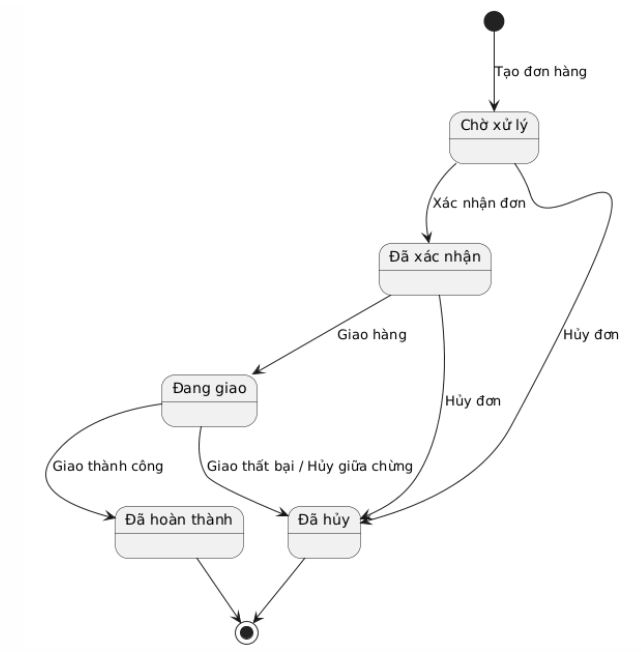 Tạo đơn hàng
Chờ xử lý
Xác nhận đơn
Đã xác nhận
Giao hàng
Hủy đơn
Đang giao
Hủy đơn
Giao thành công
Giao thất bại / Hủy giữa chừng
Đã hoàn thành
Đã hủy